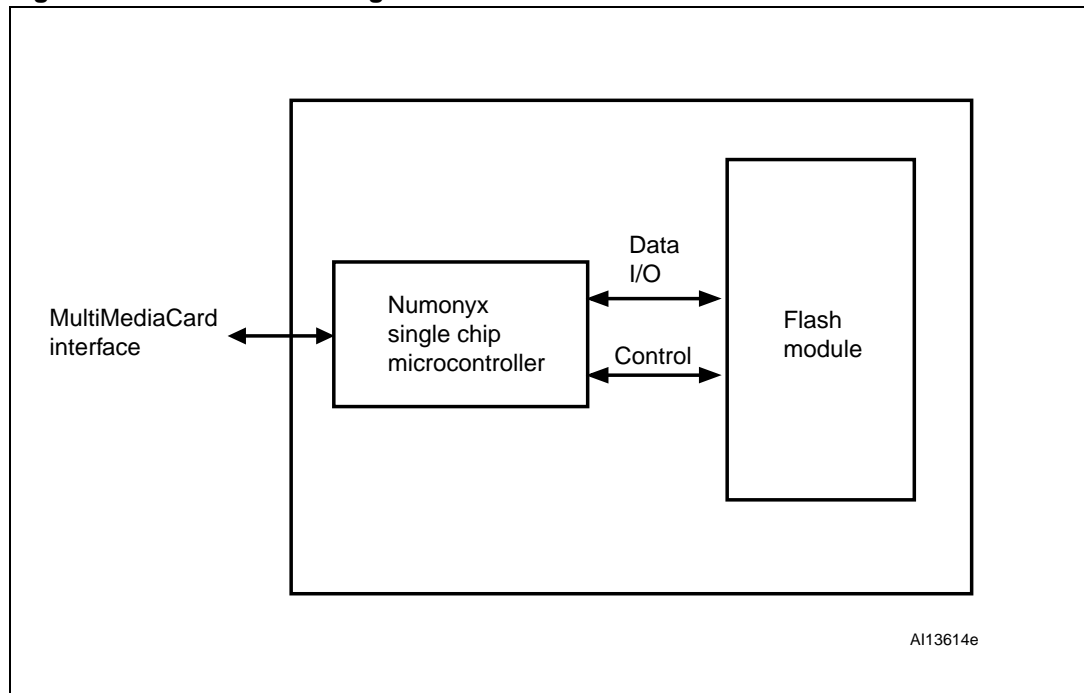 Data
I/O
MultiMediaCard
interface
Numonyx
single chip
microcontroller
Control
Flash
module
AI13614e